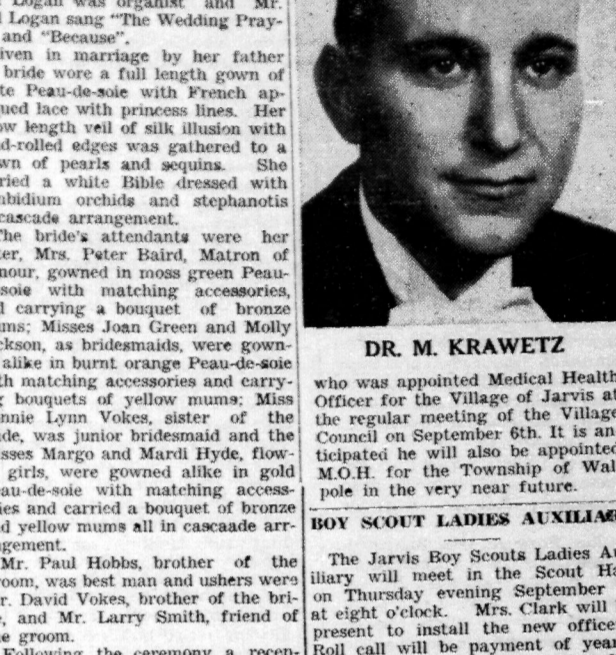 Logan was organist and Mr.
Logan sang "The Wedding Pray-
and "Because".
iven in marriage by her father
bride wore a full length gown of
te Peau-de-soie with French ap-
ued lace with princess lines. Her
ow length veil of silk illusion with
d-rolled edges was gathered to a
wn of pearls and sequins. She
ried a white Bible dressed with
mbidium orchids and stephanotis
cascade arrangement.
The bride's attendants were her
ter, Mrs. Peter Baird, Matron of
nour, gowned in moss green Peau-
soie with matching accessories,
d carrying a bouquet of bronze
ms; Misses Joan Green and Molly
ckson, as bridesmaids, were gown-
alike in burnt orange Peau-de-soie
th matching accessories and carry-
g bouquets of yellow mums; Miss
nnie Lynn Vokes, sister of the
de, was junior bridesmaid and the
sses Margo and Mardi Hyde, flow-
girls, were gowned alike in gold
au-de-soie with matching access-
ies and carried a bouquet of bronze
d yellow mums all in cascaade arr-
ngement.
Mr. Paul Hobbs, brother of the
room, was best man and ushers were
r. David Vokes, brother of the bri-
, and Mr. Larry Smith, friend of
e groom.
Following the ceremony a recen-
DR. M. KRAWETZ
who was appointed Medical Health
Officer for the Village of Jarvis at
the regular meeting of the Village
Council on September 6th. It is an-
ticipated he will also be appointed
M.O.H. for the Township of Wal-
pole in the very near future.
BOY SCOUT LADIES AUXILIAR
The Jarvis Boy Scouts Ladies Au
iliary will meet in the Scout Ha
on Thursday evening September
at eight o'clock. Mrs. Clark will
present to install the new office
Roll call will be payment of year